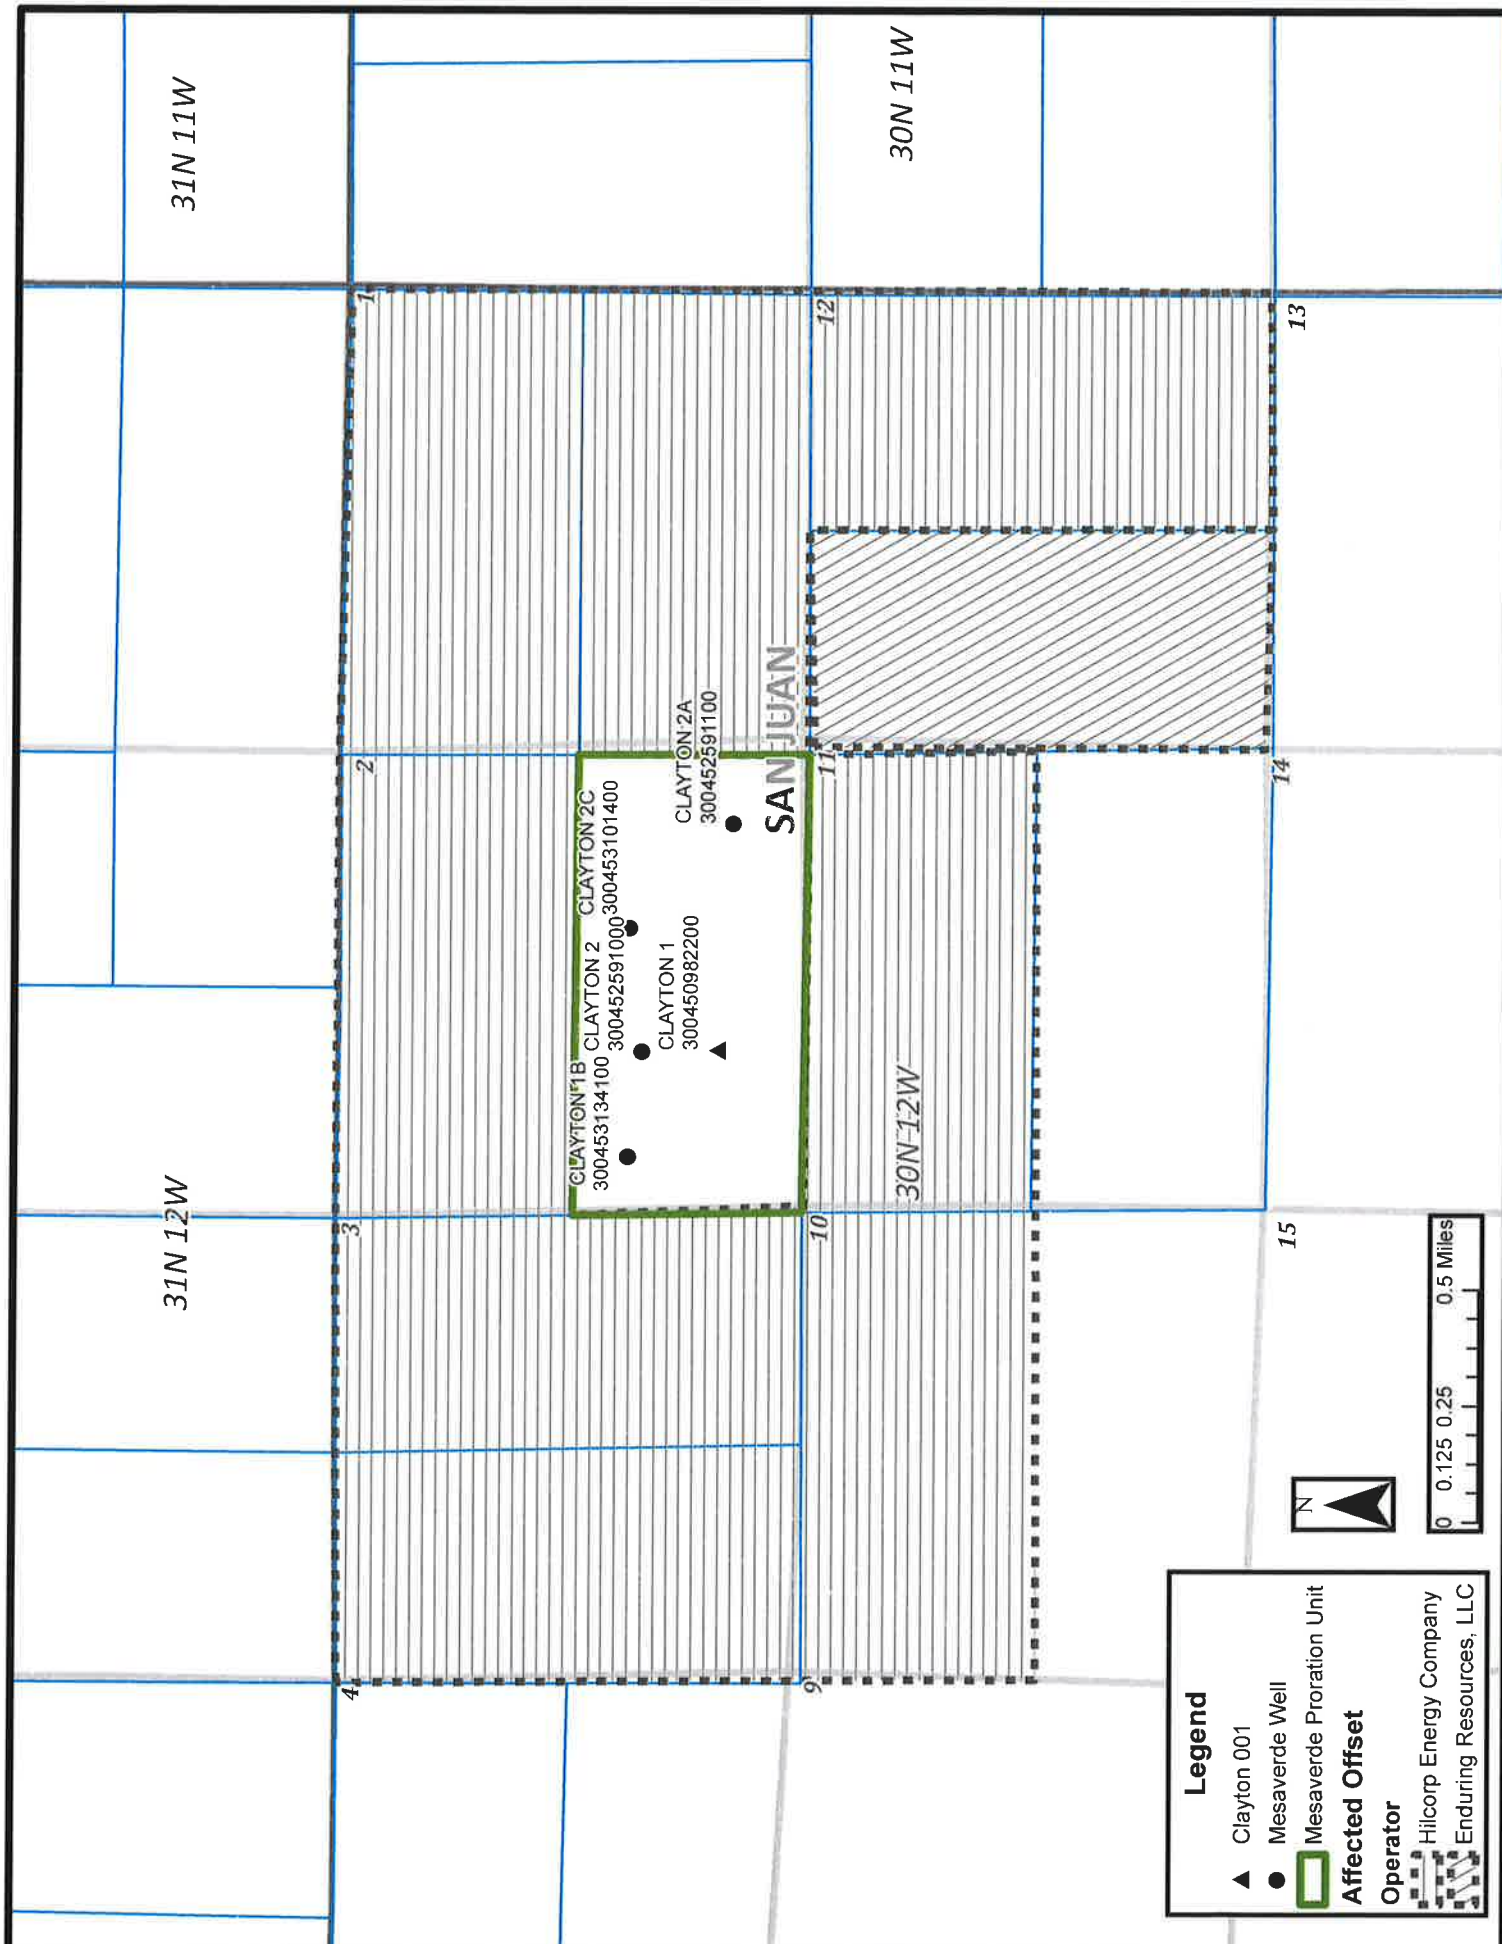 31N 12W
31N 11W
4
3
2
1
CLAYTON 1B
300453134100
CLAYTON 2
300452591000
CLAYTON 2C
300453101400
CLAYTON 1
300450982200
CLAYTON 2A
300452591100
SAN JUAN
9
10
11
12
30N 12W
30N 11W
15
14
13
Legend
Clayton 001
Mesaverde Well
Mesaverde Proration Unit
Affected Offset
Operator
Hilcorp Energy Company
Enduring Resources, LLC
N
0 0.125 0.25 0.5 Miles